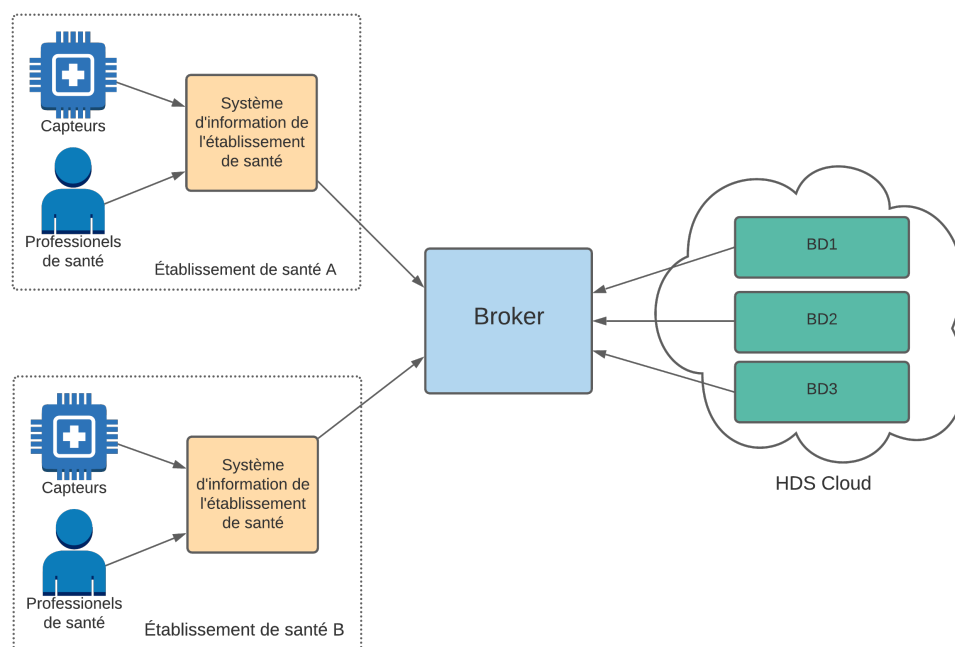 Capteurs
Professionels
de santé
Système
d'information de
l'établissement
de santé
Établissement de santé A
Capteurs
Professionels
de santé
Système
d'information de
l'établissement
de santé
Établissement de santé B
Broker
BD1
BD2
BD3
HDS Cloud